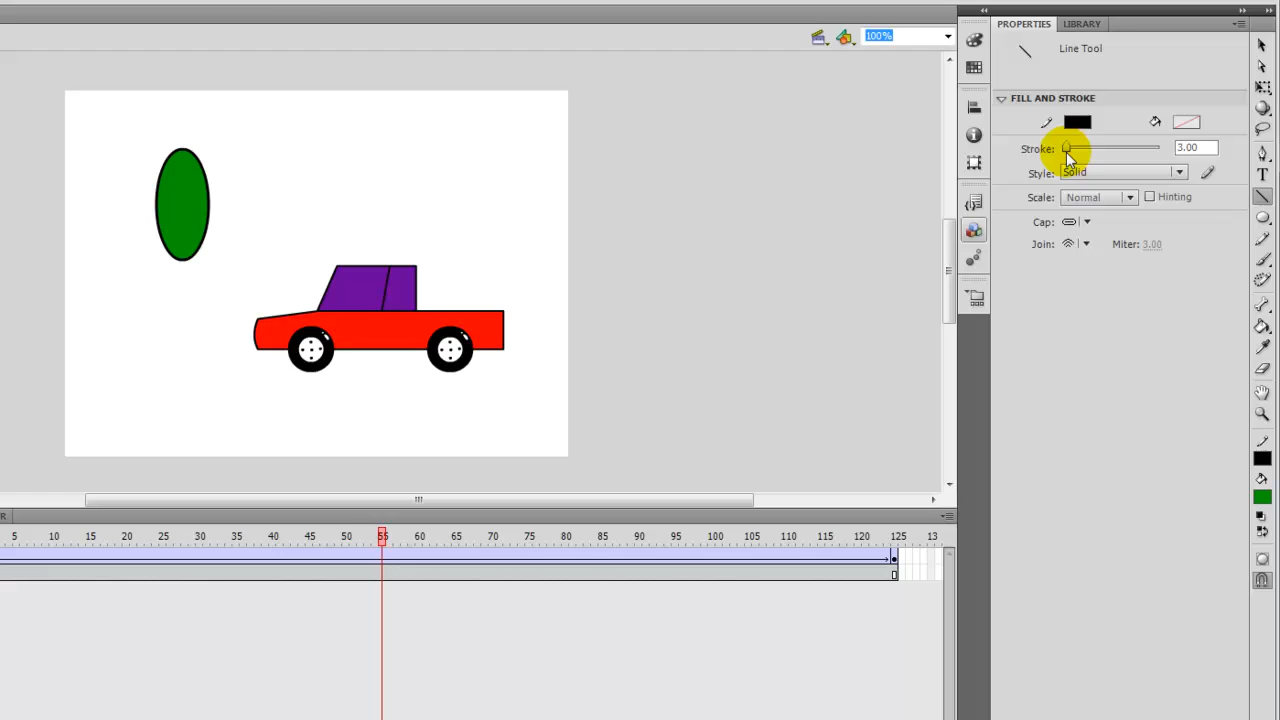 PROPERTIES LIBRARY
100%
Line Tool
FILL AND STROKE
Stroke: 3.00
Style: Solid
Scale: Normal Hinting
Cap:
Join: Miter: 3.00
R
5 10 15 20 25 30 35 40 45 50 55 60 65 70 75 80 85 90 95 100 105 110 115 120 125 13